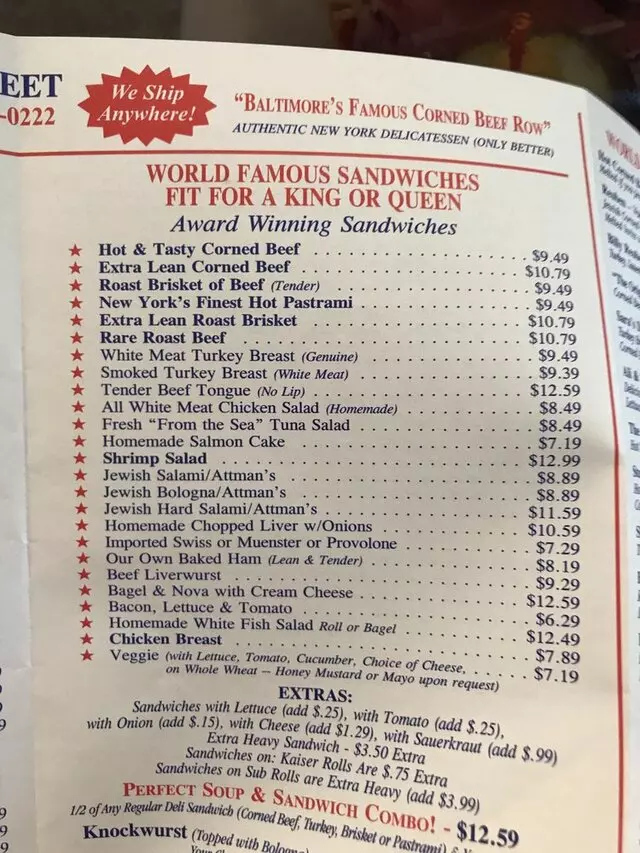 EET
-0222
We Ship
Anywhere!
"BALTIMORE'S FAMOUS CORNED BEEF ROW"
AUTHENTIC NEW YORK DELICATESSEN (ONLY BETTER)
WORLD FAMOUS SANDWICHES
FIT FOR A KING OR QUEEN
Award Winning Sandwiches
★ Hot & Tasty Corned Beef $9.49
★ Extra Lean Corned Beef $10.79
★ Roast Brisket of Beef (Tender) $9.49
★ New York's Finest Hot Pastrami $9.49
★ Extra Lean Roast Brisket $10.79
★ Rare Roast Beef $10.79
★ White Meat Turkey Breast (Genuine) $9.49
★ Smoked Turkey Breast (White Meat) $9.39
★ Tender Beef Tongue (No Lip) $12.59
★ All White Meat Chicken Salad (Homemade) $8.49
★ Fresh "From the Sea" Tuna Salad $8.49
★ Homemade Salmon Cake $7.19
★ Shrimp Salad $12.99
★ Jewish Salami/Attman's $8.89
★ Jewish Bologna/Attman's $8.89
★ Jewish Hard Salami/Attman's $11.59
★ Homemade Chopped Liver w/Onions $10.59
★ Imported Swiss or Muenster or Provolone $7.29
★ Our Own Baked Ham (Lean & Tender) $8.19
★ Beef Liverwurst $9.29
★ Bagel & Nova with Cream Cheese $12.59
★ Bacon, Lettuce & Tomato $6.29
★ Homemade White Fish Salad Roll or Bagel $12.49
★ Chicken Breast $7.89
★ Veggie (with Lettuce, Tomato, Cucumber, Choice of Cheese, $7.19
on Whole Wheat – Honey Mustard or Mayo upon request)
EXTRAS:
Sandwiches with Lettuce (add $.25), with Tomato (add $.25),
with Onion (add $.15), with Cheese (add $1.29), with Sauerkraut (add $.99)
Extra Heavy Sandwich - $3.50 Extra
Sandwiches on: Kaiser Rolls Are $.75 Extra
Sandwiches on Sub Rolls are Extra Heavy (add $3.99)
PERFECT SOUP & SANDWICH COMBO! - $12.59
1/2 of Any Regular Deli Sandwich (Corned Beef, Turkey, Brisket or Pastrami) &
Knockwurst (Topped with Bologna